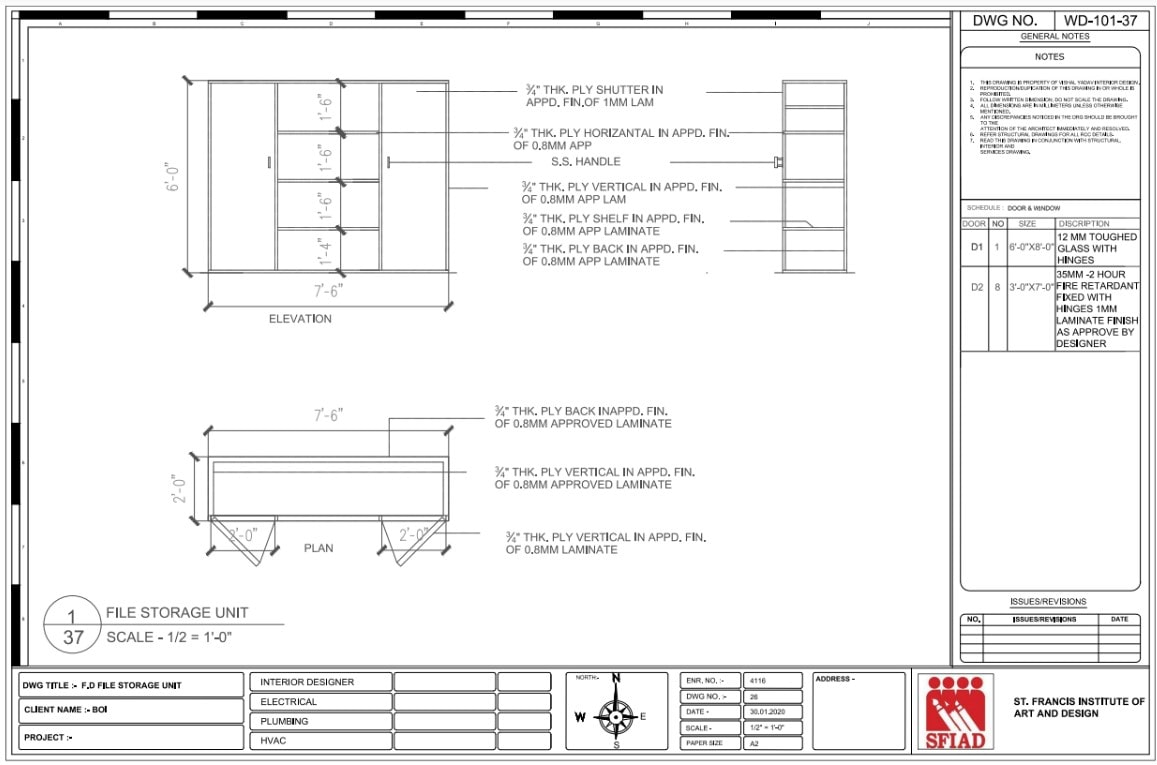 DWG NO. WD-101-37
GENERAL NOTES
NOTES
1. THIS DRAWING IS PROPERTY OF VISHAL YADAV INTERIOR DESIGN.
2. REPRODUCTION/DUPLICATION OF THIS DRAWING IN OR WHOLE IS
PROHIBITED.
3. FOLLOW WRITTEN DIMENSION, DO NOT SCALE THE DRAWING.
4. ALL DIMENSIONS ARE IN MILLIMETERS UNLESS OTHERWISE
MENTIONED.
5. ANY DISCREPANCIES NOTICED IN THE DRG SHOULD BE BROUGHT
TO THE
ATTENTION OF THE ARCHITECT IMMEDIATELY AND RESOLVED.
6. REFER STRUCTURAL DRAWINGS FOR ALL RCC DETAILS.
7. READ THIS DRAWING IN CONJUNCTION WITH STRUCTURAL,
INTERIOR AND
SERVICES DRAWING.
SCHEDULE : DOOR & WINDOW
DOOR NO SIZE DISCRIPTION
D1 1 6'-0"X8'-0" 12 MM TOUGHED
GLASS WITH
HINGES
D2 8 3'-0"X7'-0" 35MM -2 HOUR
FIRE RETARDANT
FIXED WITH
HINGES 1MM
LAMINATE FINISH
AS APPROVE BY
DESIGNER
ISSUES/REVISIONS
NO. ISSUES/REVISIONS DATE
6'-0"
1'-6"
1'-6"
1'-6"
1'-4"
7'-6"
ELEVATION
¾" THK. PLY SHUTTER IN
APPD. FIN.OF 1MM LAM
¾" THK. PLY HORIZANTAL IN APPD. FIN.
OF 0.8MM APP
S.S. HANDLE
¾" THK. PLY VERTICAL IN APPD. FIN.
OF 0.8MM APP LAM
¾" THK. PLY SHELF IN APPD. FIN.
OF 0.8MM APP LAMINATE
¾" THK. PLY BACK IN APPD. FIN.
OF 0.8MM APP LAMINATE
7'-6"
2'-0"
2'-0"
2'-0"
PLAN
¾" THK. PLY BACK INAPPD. FIN.
OF 0.8MM APPROVED LAMINATE
¾" THK. PLY VERTICAL IN APPD. FIN.
OF 0.8MM APPROVED LAMINATE
¾" THK. PLY VERTICAL IN APPD. FIN.
OF 0.8MM LAMINATE
1
37
FILE STORAGE UNIT
SCALE - 1/2 = 1'-0"
DWG TITLE :- F.D FILE STORAGE UNIT
CLIENT NAME :- BOI
PROJECT :-
INTERIOR DESIGNER
ELECTRICAL
PLUMBING
HVAC
NORTH:-
N
W
E
S
ENR. NO. :- 4116
DWG NO. :- 26
DATE - 30.01.2020
SCALE - 1/2" = 1'-0"
PAPER SIZE A2
ADDRESS -
SFIAD
ST. FRANCIS INSTITUTE OF
ART AND DESIGN